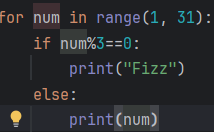 for num in range(1, 31):
    if num%3==0:
        print("Fizz")
    else:
        print(num)